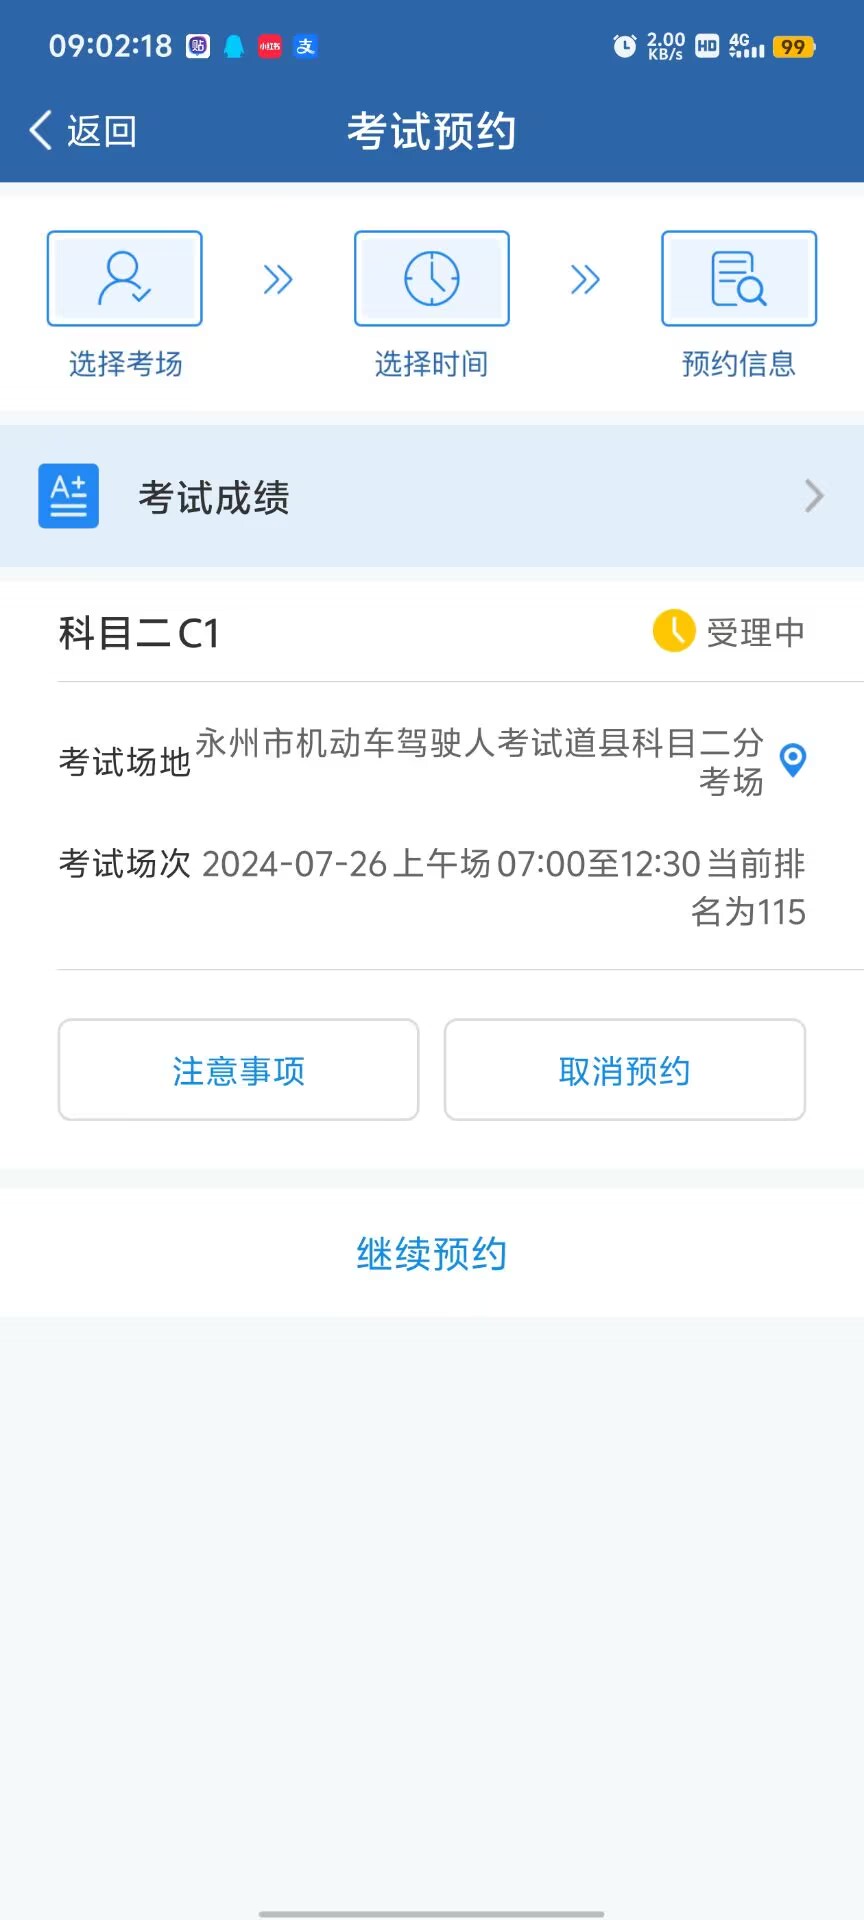 09:02:18 贴 小红书 支 2.00 KB/s HD 4G 99
返回 考试预约
选择考场 选择时间 预约信息
A+ 考试成绩
科目二C1 受理中
考试场地 永州市机动车驾驶人考试道县科目二分
考场
考试场次 2024-07-26上午场07:00至12:30当前排
名为115
注意事项 取消预约
继续预约